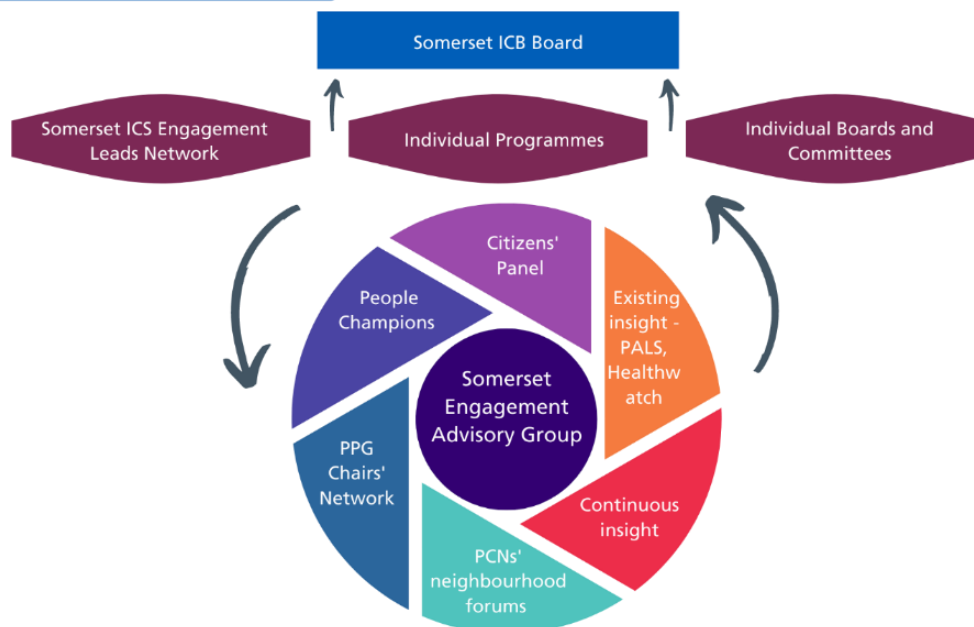 Somerset ICB Board
Somerset ICS Engagement
Leads Network
Individual Programmes
Individual Boards and
Committees
Citizens'
Panel
People
Champions
Existing
insight -
PALS,
Healthw
atch
Somerset
Engagement
Advisory Group
PPG
Chairs'
Network
Continuous
insight
PCNs'
neighbourhood
forums